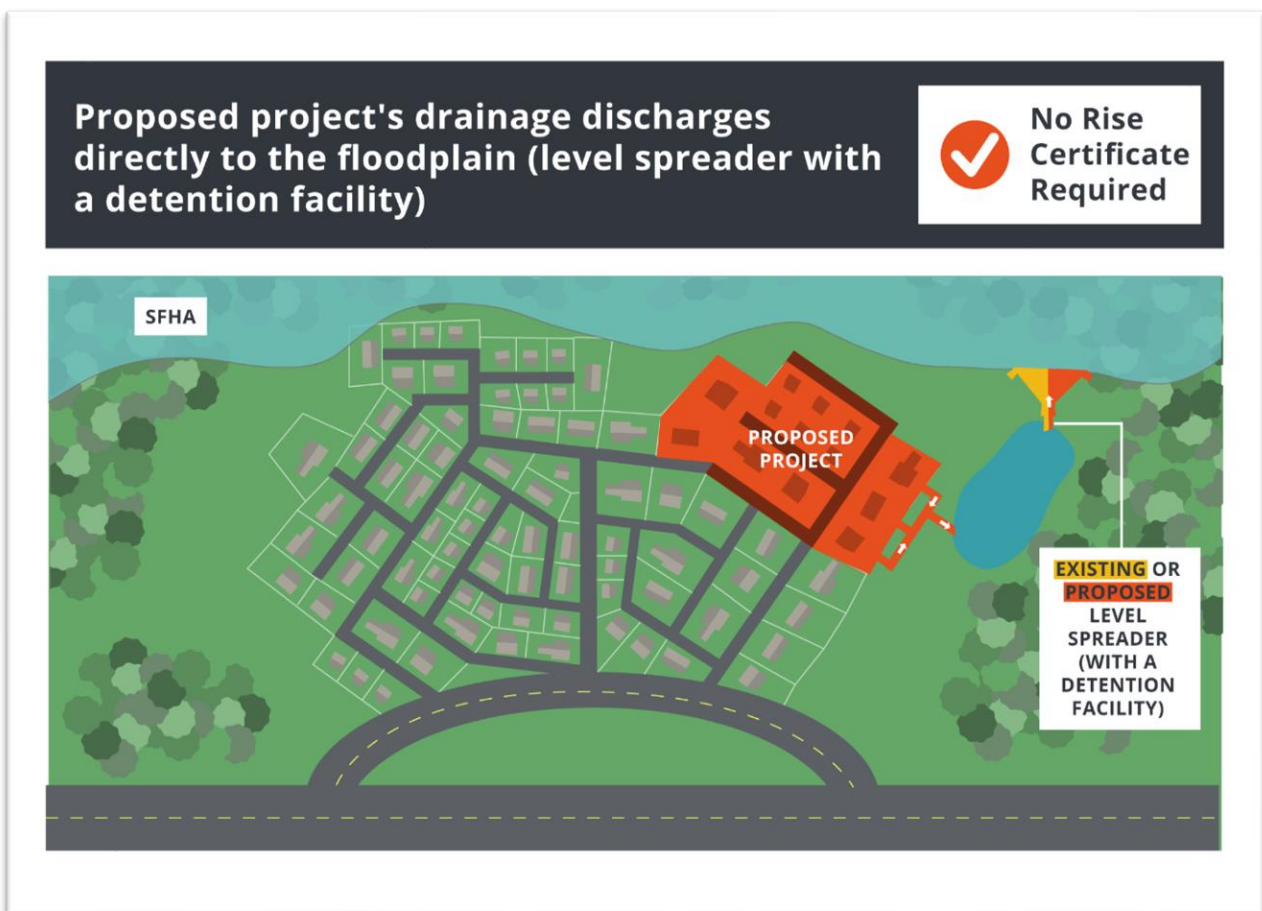 Proposed project's drainage discharges
directly to the floodplain (level spreader with
a detention facility)
No Rise
Certificate
Required
SFHA
PROPOSED
PROJECT
EXISTING OR
PROPOSED
LEVEL
SPREADER
(WITH A
DETENTION
FACILITY)